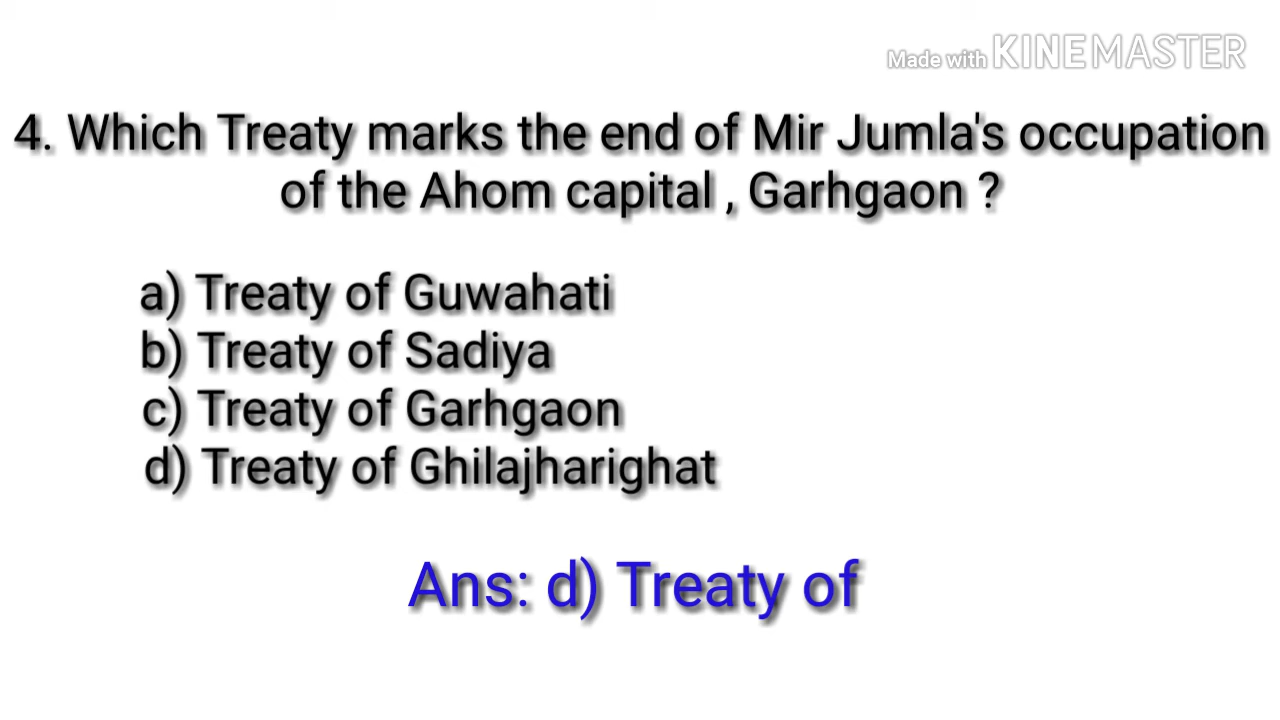 Made with KINEMASTER
4. Which Treaty marks the end of Mir Jumla's occupation
of the Ahom capital , Garhgaon ?
a) Treaty of Guwahati
b) Treaty of Sadiya
c) Treaty of Garhgaon
d) Treaty of Ghilajharighat
Ans: d) Treaty of